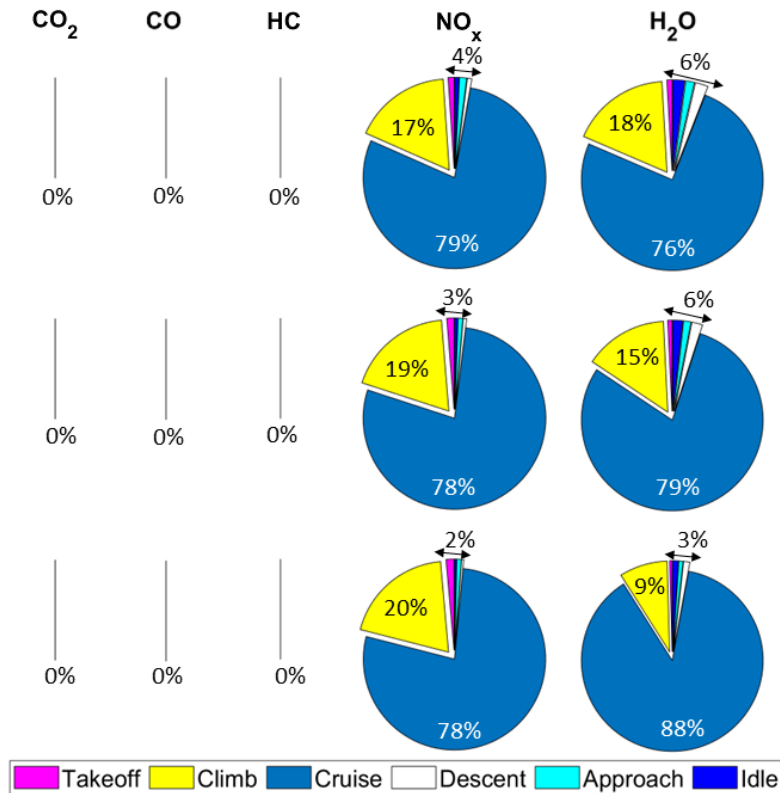 CO2 CO HC NOx H2O
4% 6%
17% 18%
0% 0% 0%
79% 76%
3% 6%
19% 15%
0% 0% 0%
78% 79%
2% 3%
20% 9%
0% 0% 0%
78% 88%
Takeoff Climb Cruise Descent Approach Idle